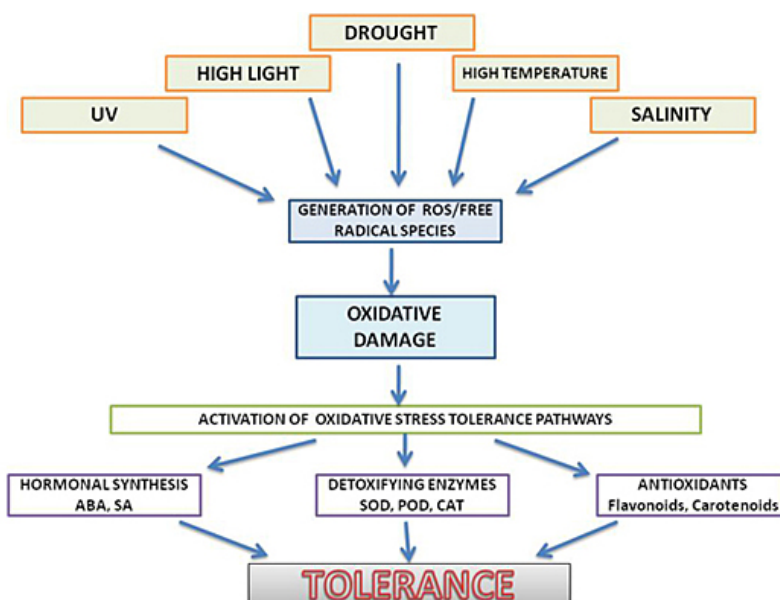 DROUGHT
HIGH LIGHT
HIGH TEMPERATURE
UV
SALINITY
GENERATION OF ROS/FREE
RADICAL SPECIES
OXIDATIVE
DAMAGE
ACTIVATION OF OXIDATIVE STRESS TOLERANCE PATHWAYS
HORMONAL SYNTHESIS
ABA, SA
DETOXIFYING ENZYMES
SOD, POD, CAT
ANTIOXIDANTS
Flavonoids, Carotenoids
TOLERANCE